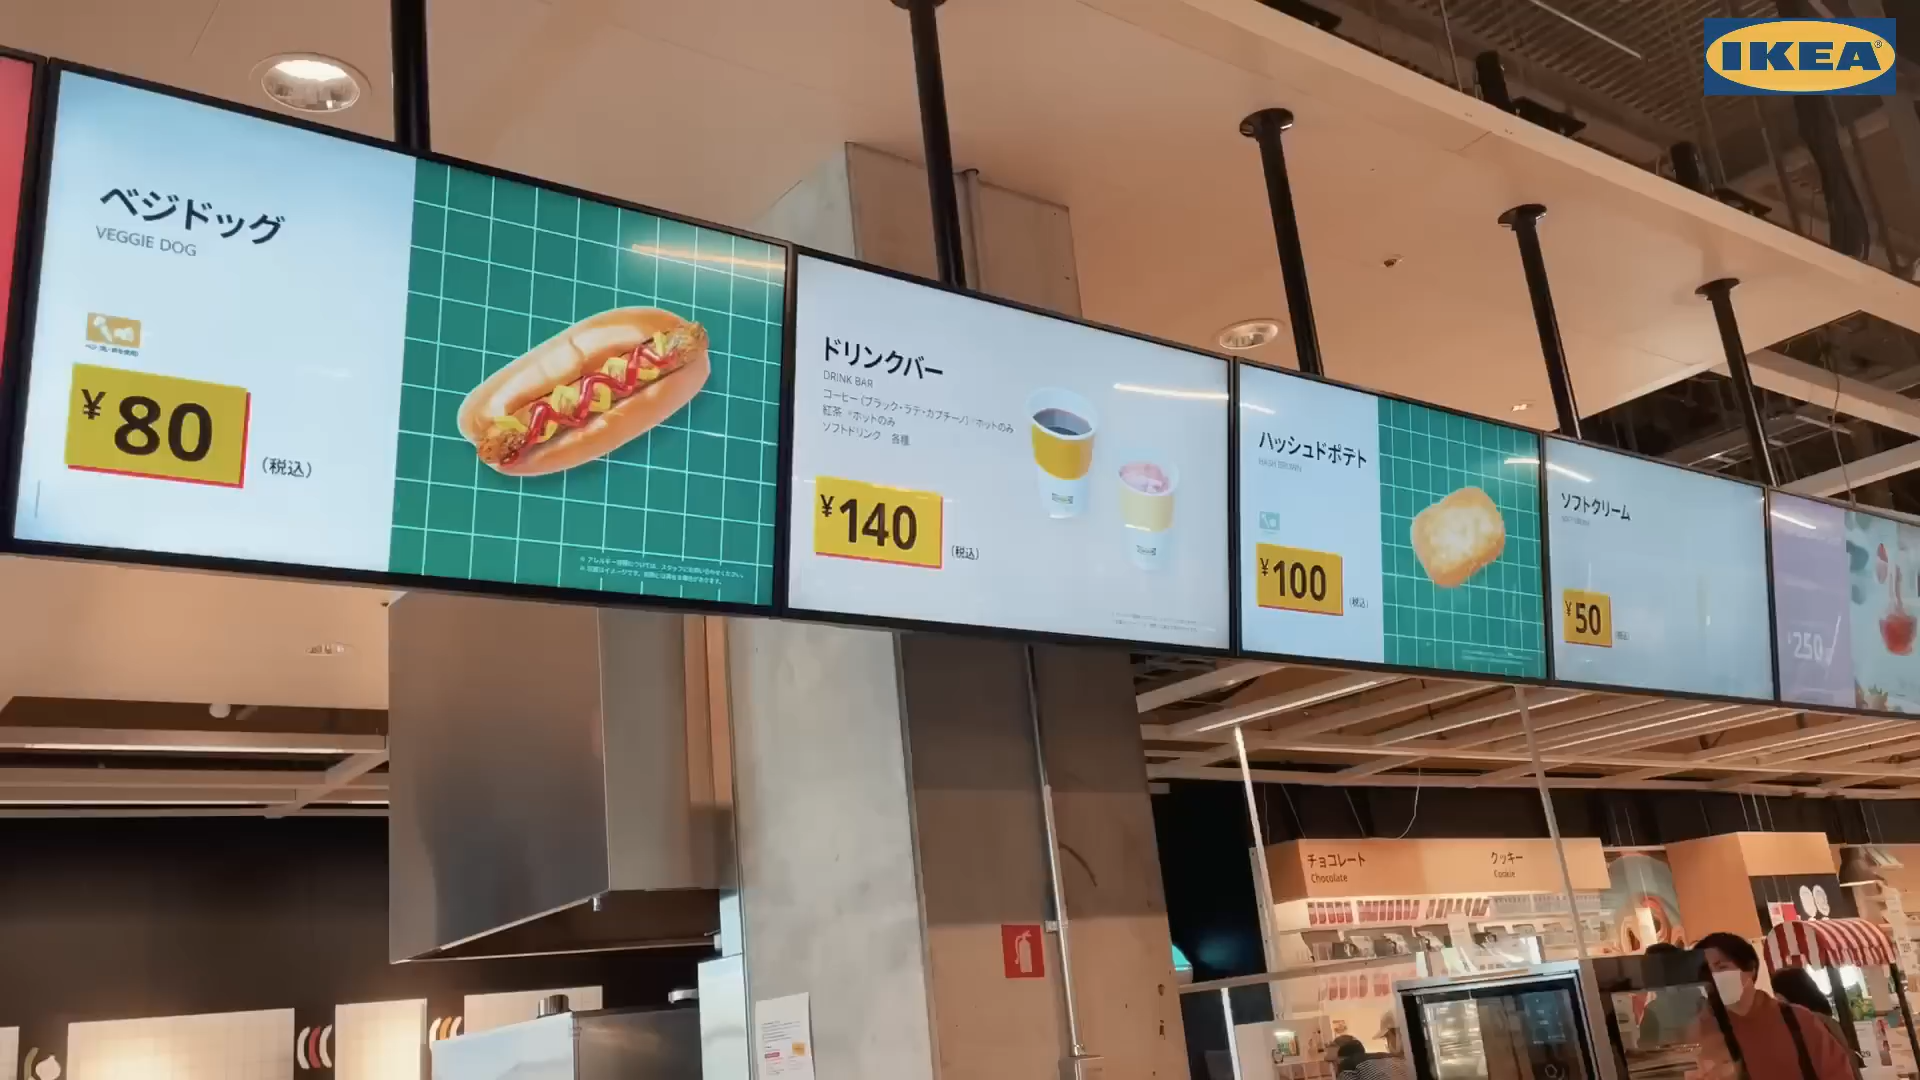 IKEA
ベジドッグ
VEGGIE DOG
¥80
(税込)
ドリンクバー
DRINK BAR
コーヒー(ブラック・ラテ・カプチーノ)*ホットのみ
紅茶 *ホットのみ
ソフトドリンク 各種
¥140
(税込)
ハッシュドポテト
HASH BROWN
¥100
(税込)
ソフトクリーム
¥50
(税込)
¥250
チョコレート
Chocolate
クッキー
Cookie